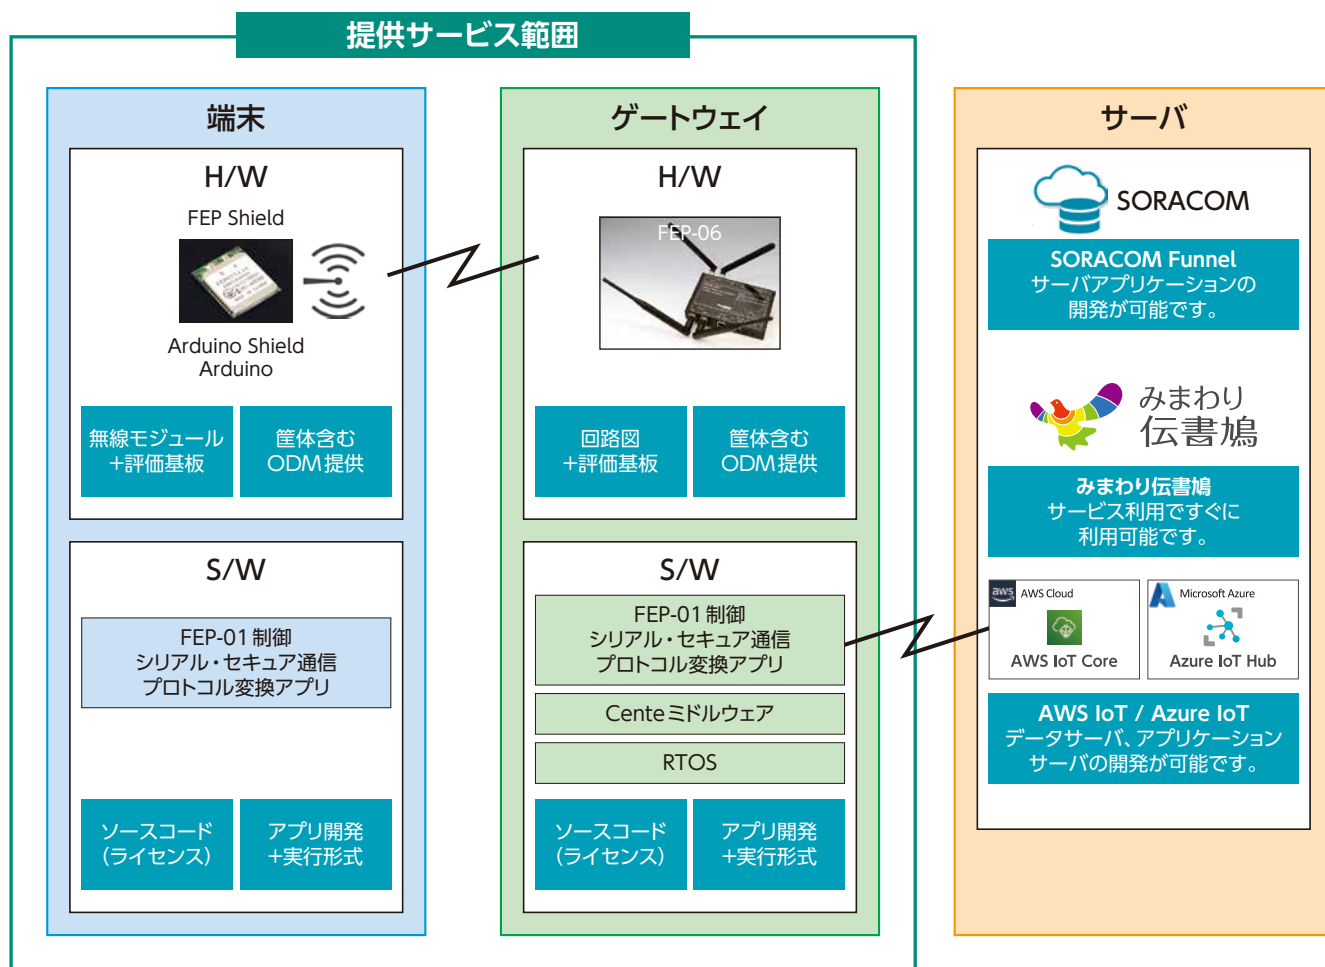 提供サービス範囲
端末
H/W
FEP Shield
Arduino Shield
Arduino
無線モジュール
+評価基板
筐体含む
ODM提供
S/W
FEP-01制御
シリアル・セキュア通信
プロトコル変換アプリ
ソースコード
(ライセンス)
アプリ開発
+実行形式
ゲートウェイ
H/W
FEP-06
回路図
+評価基板
筐体含む
ODM提供
S/W
FEP-01制御
シリアル・セキュア通信
プロトコル変換アプリ
Centeミドルウェア
RTOS
ソースコード
(ライセンス)
アプリ開発
+実行形式
サーバ
SORACOM
SORACOM Funnel
サーバアプリケーションの
開発が可能です。
みまわり
伝書鳩
みまわり伝書鳩
サービス利用ですぐに
利用可能です。
aws AWS Cloud
AWS IoT Core
Microsoft Azure
Azure IoT Hub
AWS IoT / Azure IoT
データサーバ、アプリケーション
サーバの開発が可能です。